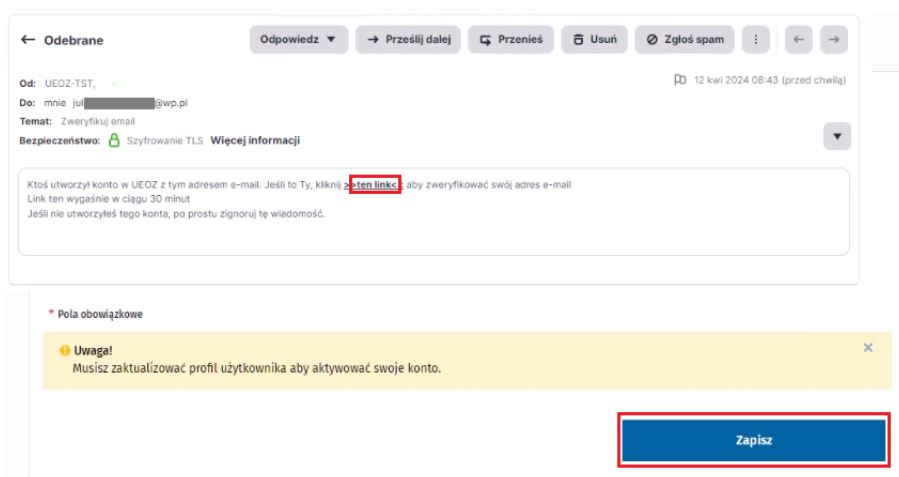 ← Odebrane
Odpowiedz ▼
→ Prześlij dalej
Przenieś
Usuń
Zgłoś spam
Od: UEOZ-TST,
12 kwi 2024 08:43 (przed chwilą)
Do: mnie jul @wp.pl
Temat: Zweryfikuj email
Bezpieczeństwo: Szyfrowanie TLS Więcej informacji
Ktoś utworzył konto w UEOZ z tym adresem e-mail. Jeśli to Ty, kliknij >>ten link<< aby zweryfikować swój adres e-mail
Link ten wygaśnie w ciągu 30 minut
Jeśli nie utworzyłeś tego konta, po prostu zignoruj tę wiadomość.
* Pola obowiązkowe
Uwaga!
Musisz zaktualizować profil użytkownika aby aktywować swoje konto.
Zapisz